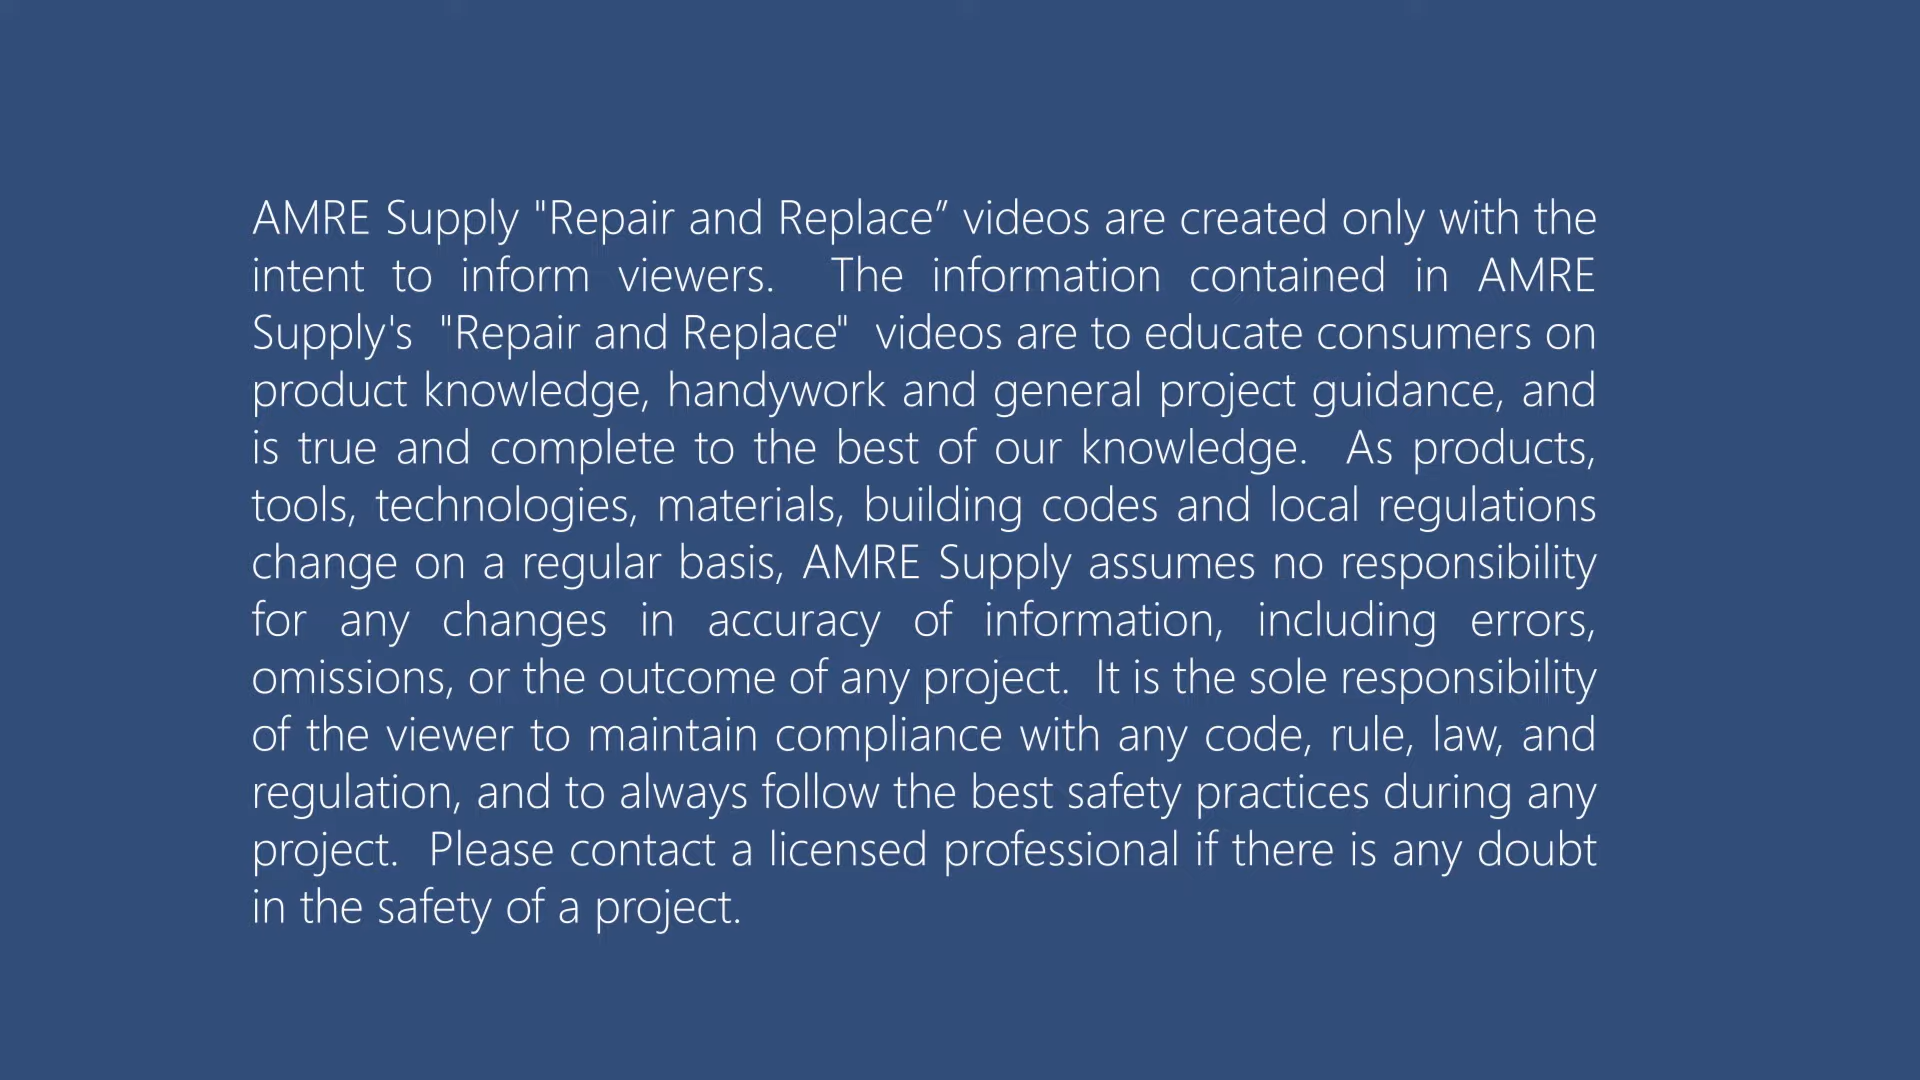 AMRE Supply "Repair and Replace” videos are created only with the
intent to inform viewers.  The information contained in AMRE
Supply's  "Repair and Replace"  videos are to educate consumers on
product knowledge, handywork and general project guidance, and
is true and complete to the best of our knowledge.  As products,
tools, technologies, materials, building codes and local regulations
change on a regular basis, AMRE Supply assumes no responsibility
for any changes in accuracy of information, including errors,
omissions, or the outcome of any project.  It is the sole responsibility
of the viewer to maintain compliance with any code, rule, law, and
regulation, and to always follow the best safety practices during any
project.  Please contact a licensed professional if there is any doubt
in the safety of a project.